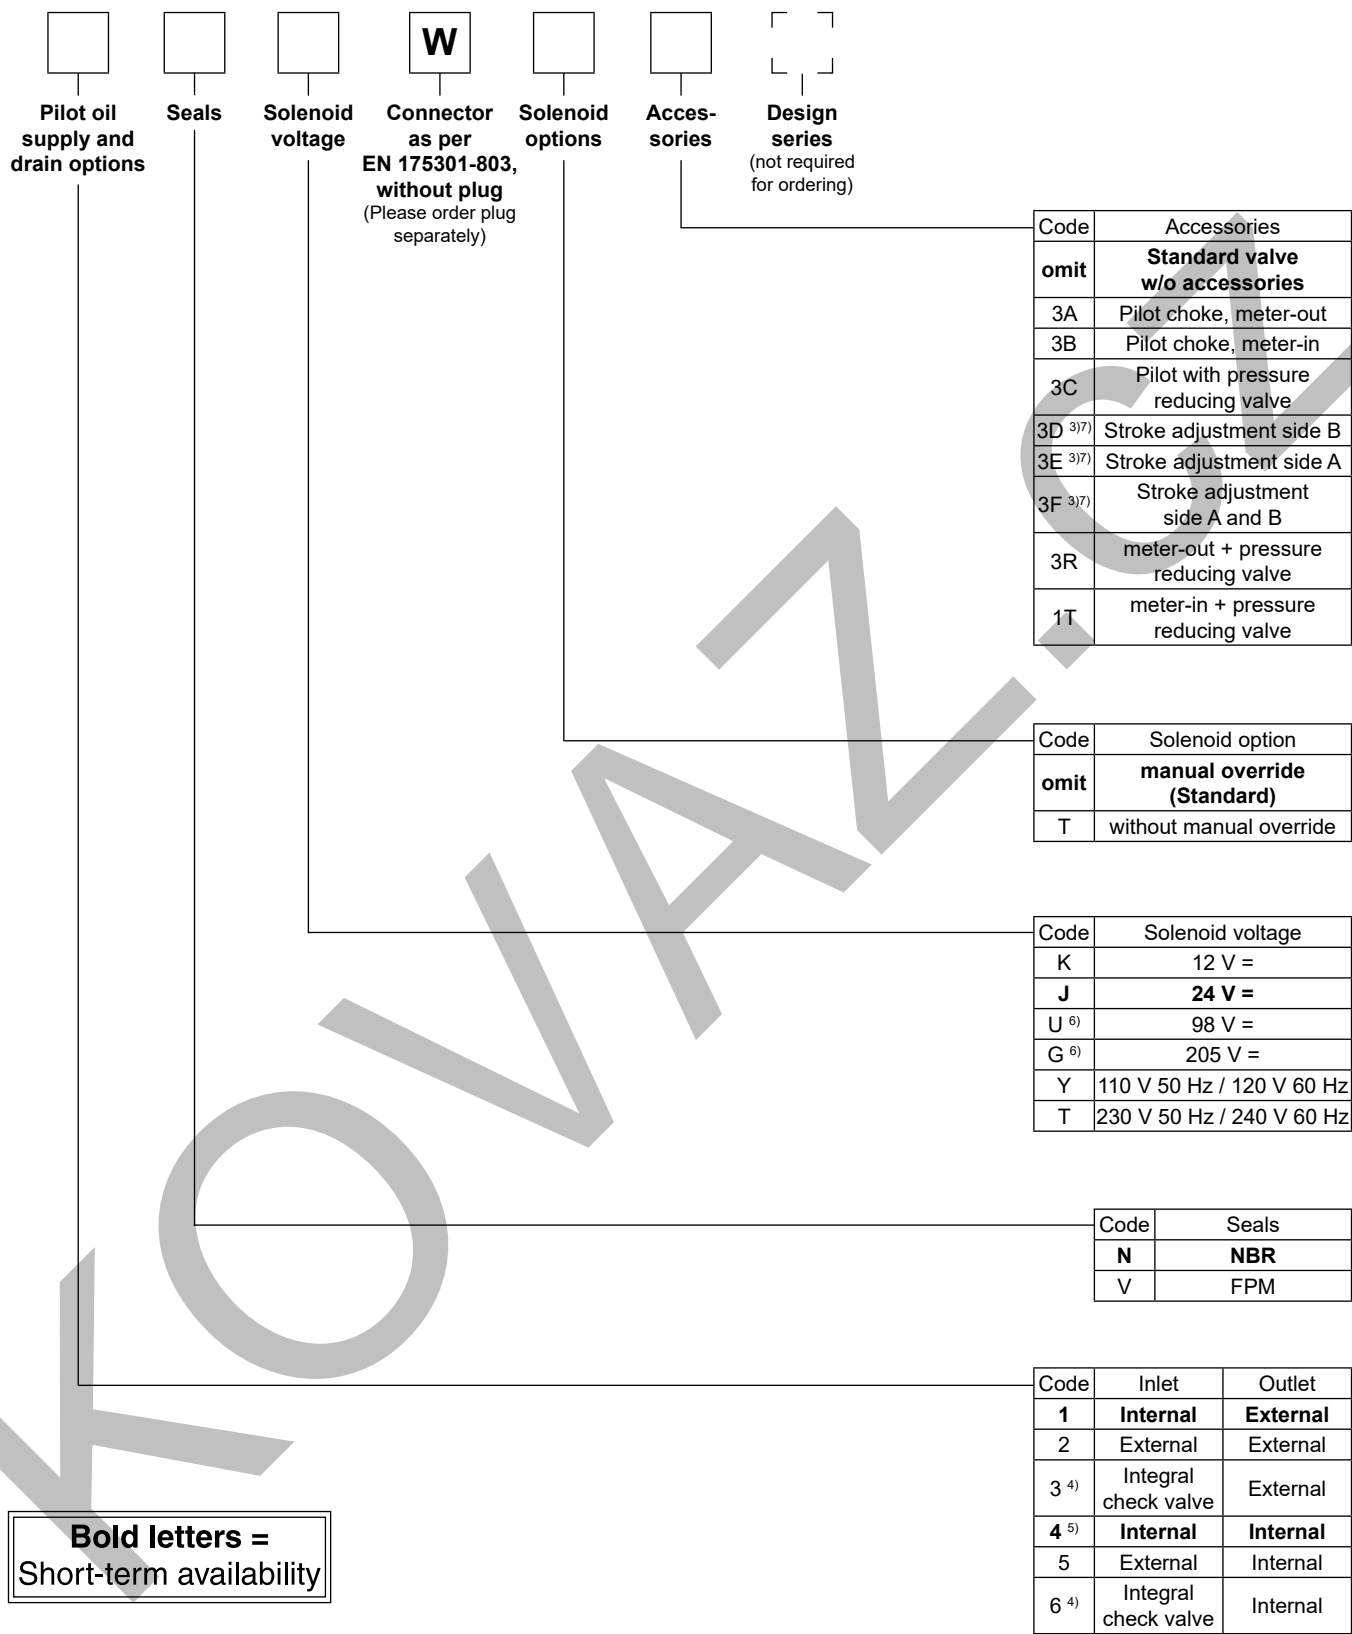 W
Pilot oil
supply and
drain options
Seals
Solenoid
voltage
Connector
as per
EN 175301-803,
without plug
(Please order plug
separately)
Solenoid
options
Acces-
sories
Design
series
(not required
for ordering)
Code Accessories
omit Standard valve
w/o accessories
3A Pilot choke, meter-out
3B Pilot choke, meter-in
3C Pilot with pressure
reducing valve
3D 3)7) Stroke adjustment side B
3E 3)7) Stroke adjustment side A
3F 3)7) Stroke adjustment
side A and B
3R meter-out + pressure
reducing valve
1T meter-in + pressure
reducing valve
Code Solenoid option
omit manual override
(Standard)
T without manual override
Code Solenoid voltage
K 12 V =
J 24 V =
U 6) 98 V =
G 6) 205 V =
Y 110 V 50 Hz / 120 V 60 Hz
T 230 V 50 Hz / 240 V 60 Hz
Code Seals
N NBR
V FPM
Code Inlet Outlet
1 Internal External
2 External External
3 4) Integral
check valve External
4 5) Internal Internal
5 External Internal
6 4) Integral
check valve Internal
Bold letters =
Short-term availability
KOVAZ.cz